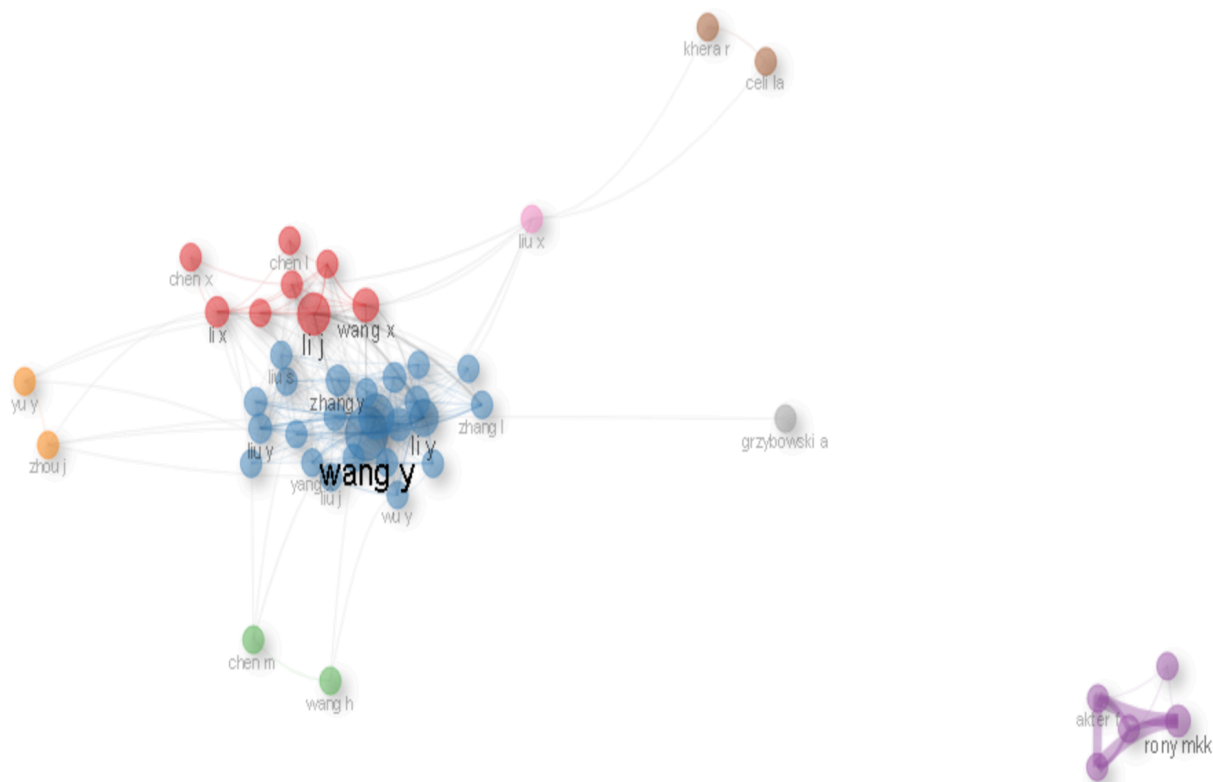 khera r
celi la
liu x
chen l
chen x
li x
wang x
li j
liu s
yu y
zhang y
zhang l
grzybowski a
li y
liu y
zhou j
wang y
yang
liu j
wu y
chen m
wang h
akter t
rony mkk